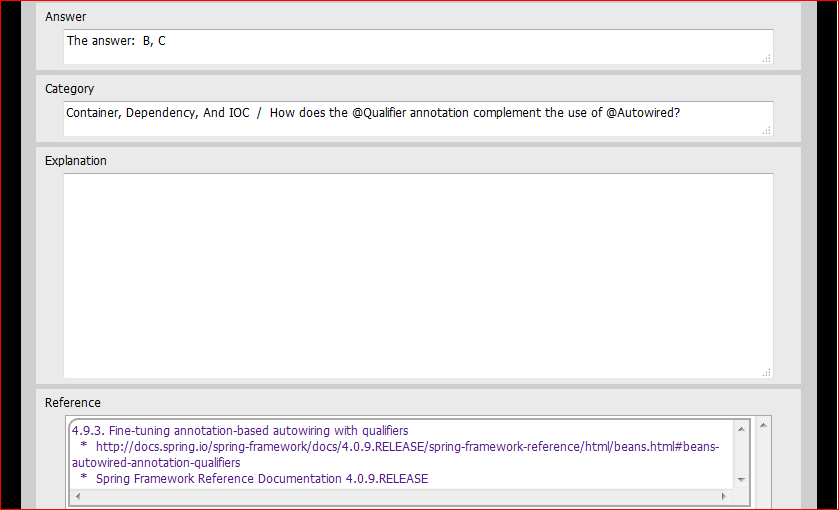 Answer
The answer:  B, C
Category
Container, Dependency, And IOC  /  How does the @Qualifier annotation complement the use of @Autowired?
Explanation
Reference
4.9.3. Fine-tuning annotation-based autowiring with qualifiers
*  http://docs.spring.io/spring-framework/docs/4.0.9.RELEASE/spring-framework-reference/html/beans.html#beans-
autowired-annotation-qualifiers
*  Spring Framework Reference Documentation 4.0.9.RELEASE